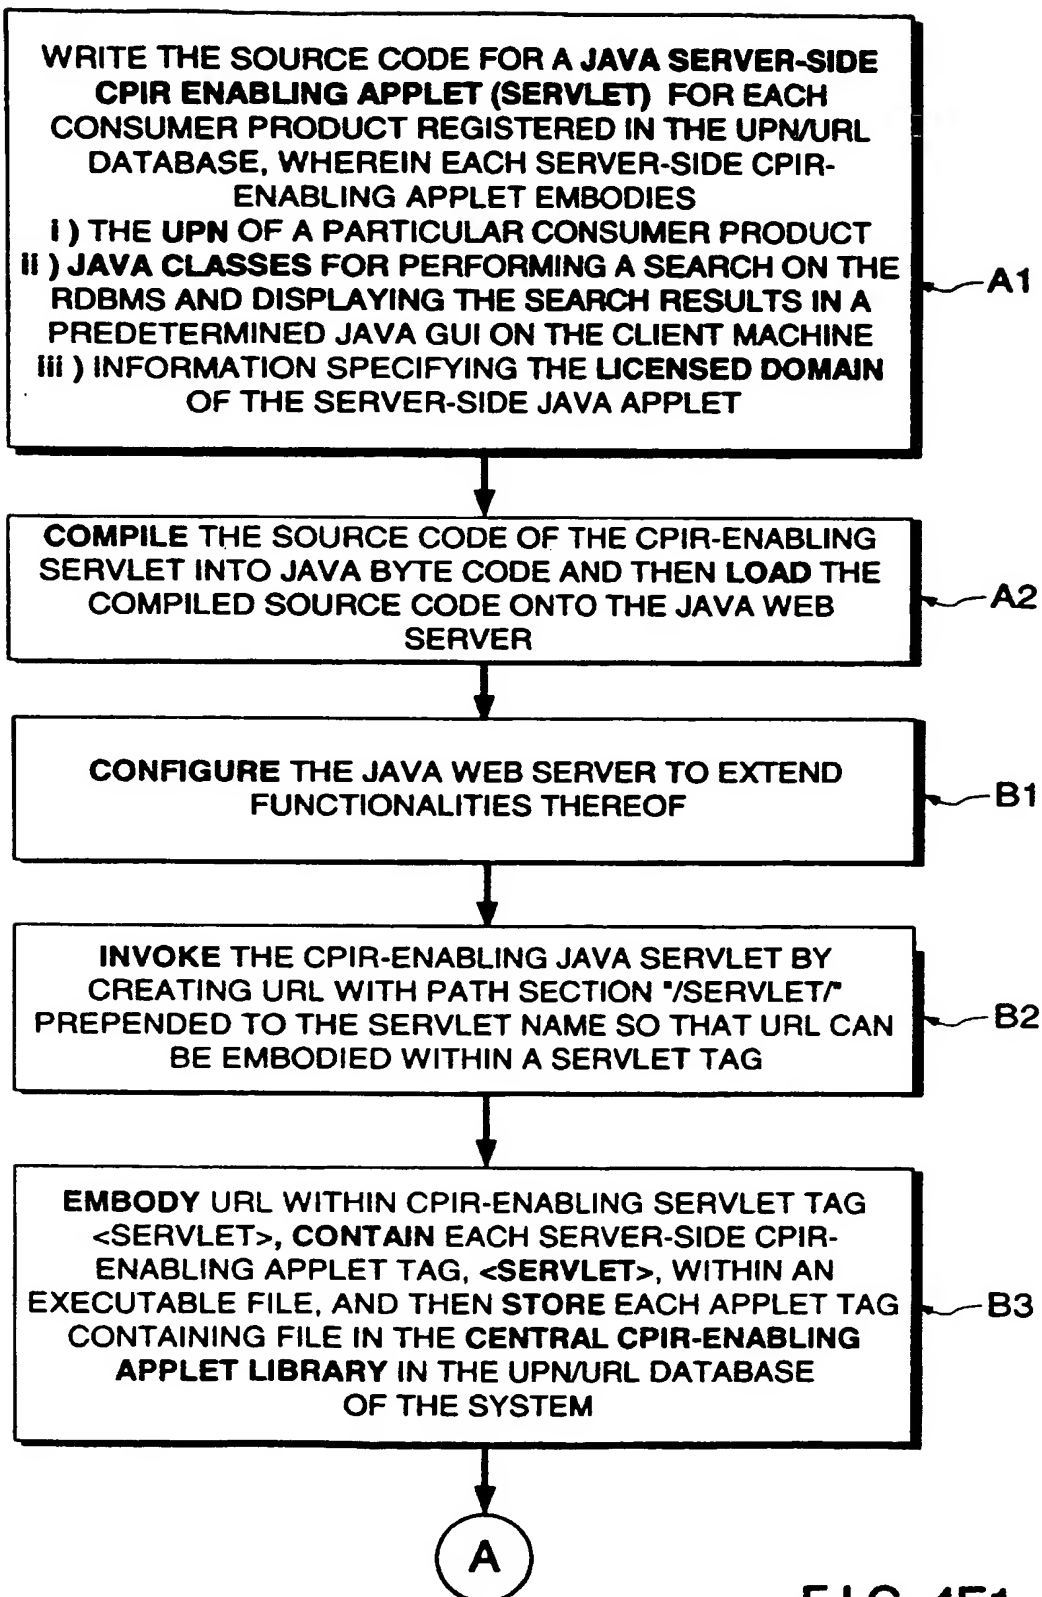 WRITE THE SOURCE CODE FOR A JAVA SERVER-SIDE
CPIR ENABLING APPLET (SERVLET) FOR EACH
CONSUMER PRODUCT REGISTERED IN THE UPN/URL
DATABASE, WHEREIN EACH SERVER-SIDE CPIR-
ENABLING APPLET EMBODIES
i ) THE UPN OF A PARTICULAR CONSUMER PRODUCT
ii ) JAVA CLASSES FOR PERFORMING A SEARCH ON THE
RDBMS AND DISPLAYING THE SEARCH RESULTS IN A
PREDETERMINED JAVA GUI ON THE CLIENT MACHINE
iii ) INFORMATION SPECIFYING THE LICENSED DOMAIN
OF THE SERVER-SIDE JAVA APPLET
A1
COMPILE THE SOURCE CODE OF THE CPIR-ENABLING
SERVLET INTO JAVA BYTE CODE AND THEN LOAD THE
COMPILED SOURCE CODE ONTO THE JAVA WEB
SERVER
A2
CONFIGURE THE JAVA WEB SERVER TO EXTEND
FUNCTIONALITIES THEREOF
B1
INVOKE THE CPIR-ENABLING JAVA SERVLET BY
CREATING URL WITH PATH SECTION "/SERVLET/"
PREPENDED TO THE SERVLET NAME SO THAT URL CAN
BE EMBODIED WITHIN A SERVLET TAG
B2
EMBODY URL WITHIN CPIR-ENABLING SERVLET TAG
<SERVLET>, CONTAIN EACH SERVER-SIDE CPIR-
ENABLING APPLET TAG, <SERVLET>, WITHIN AN
EXECUTABLE FILE, AND THEN STORE EACH APPLET TAG
CONTAINING FILE IN THE CENTRAL CPIR-ENABLING
APPLET LIBRARY IN THE UPN/URL DATABASE
OF THE SYSTEM
B3
A
FIG. 4F1